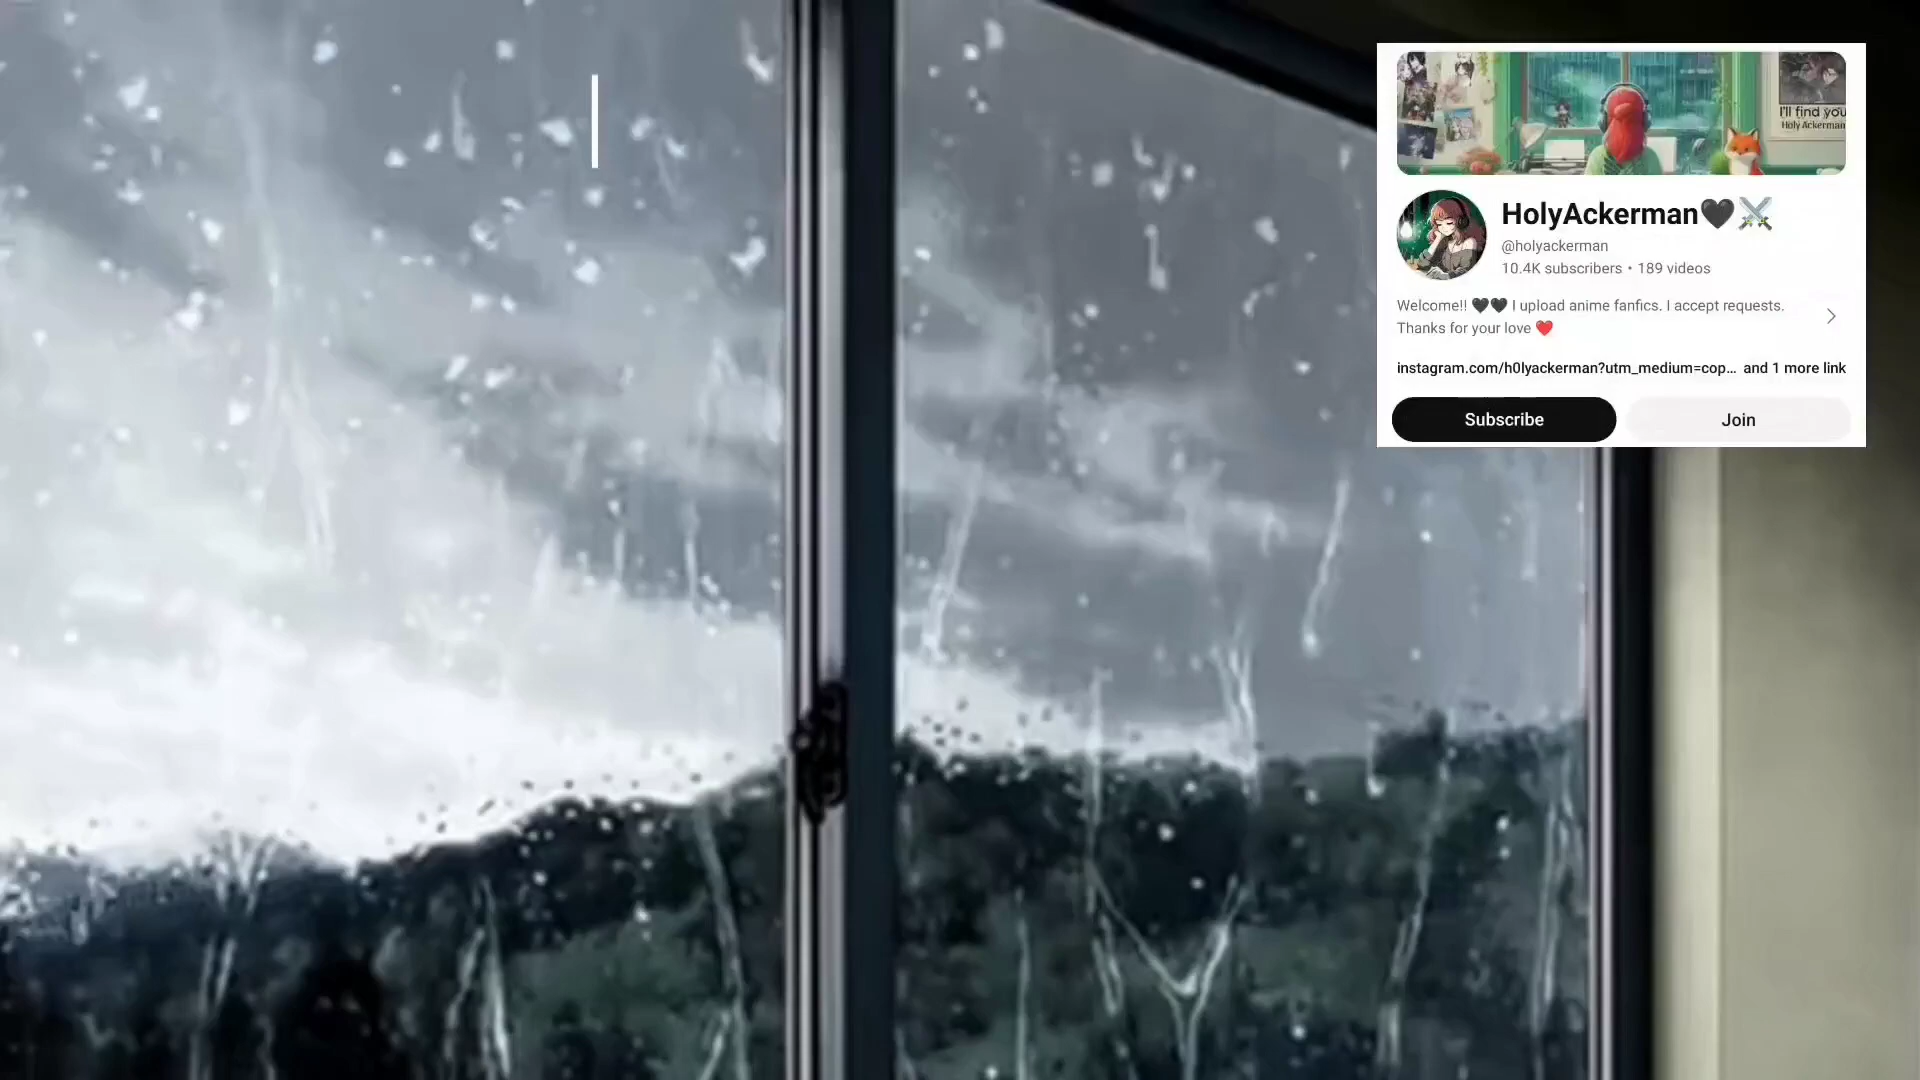 I'll find you
Holy Ackerman
HolyAckerman🖤⚔️
@holyackerman
10.4K subscribers • 189 videos
Welcome!! 🖤🖤 I upload anime fanfics. I accept requests.
Thanks for your love ❤️
instagram.com/h0lyackerman?utm_medium=cop... and 1 more link
Subscribe
Join